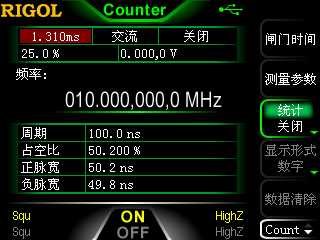 RIGOL Counter
1.310ms 交流 关闭
25.0 % 0.000,0 V
频率:
010.000,000,0 MHz
周期 100.0 ns
占空比 50.200 %
正脉宽 50.2 ns
负脉宽 49.8 ns
Squ ON HighZ
Squ OFF HighZ
闸门时间
测量参数
统计
关闭
显示形式
数字
数据清除
Count